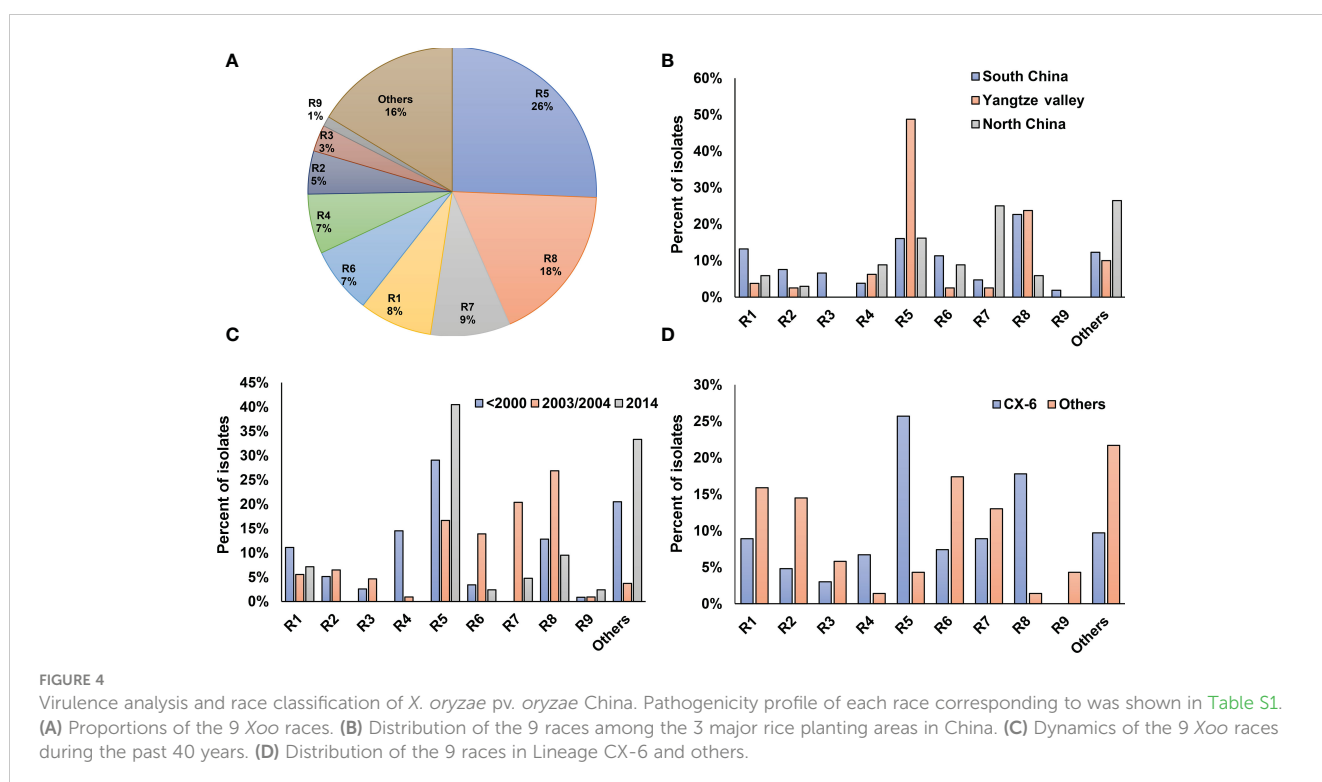 A
R5
26%
R8
18%
R7
9%
R1
8%
R6
7%
R4
7%
R2
5%
R3
3%
R9
1%
Others
16%
B
Percent of isolates
60%
50%
40%
30%
20%
10%
0%
South China
Yangtze valley
North China
R1 R2 R3 R4 R5 R6 R7 R8 R9 Others
C
Percent of isolates
45%
40%
35%
30%
25%
20%
15%
10%
5%
0%
<2000 2003/2004 2014
R1 R2 R3 R4 R5 R6 R7 R8 R9 Others
D
Percent of isolates
30%
25%
20%
15%
10%
5%
0%
CX-6 Others
R1 R2 R3 R4 R5 R6 R7 R8 R9 Others
FIGURE 4
Virulence analysis and race classification of X. oryzae pv. oryzae China. Pathogenicity profile of each race corresponding to was shown in Table S1.
(A) Proportions of the 9 Xoo races. (B) Distribution of the 9 races among the 3 major rice planting areas in China. (C) Dynamics of the 9 Xoo races
during the past 40 years. (D) Distribution of the 9 races in Lineage CX-6 and others.